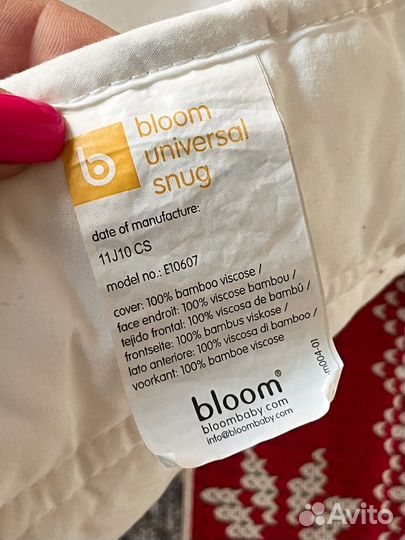 b
bloom
universal
snug
date of manufacture:
11J10 CS
model no.: E10607
cover: 100% bamboo viscose /
face endroit: 100% viscose bambou /
tejido frontal: 100% viscosa de bambú /
frontseite: 100% bambus viskose /
lato anteriore: 100% viscosa di bamboo /
voorkant: 100% bamboe viscose
m004-01
bloom®
bloombaby.com
info@bloombaby.com
Avito